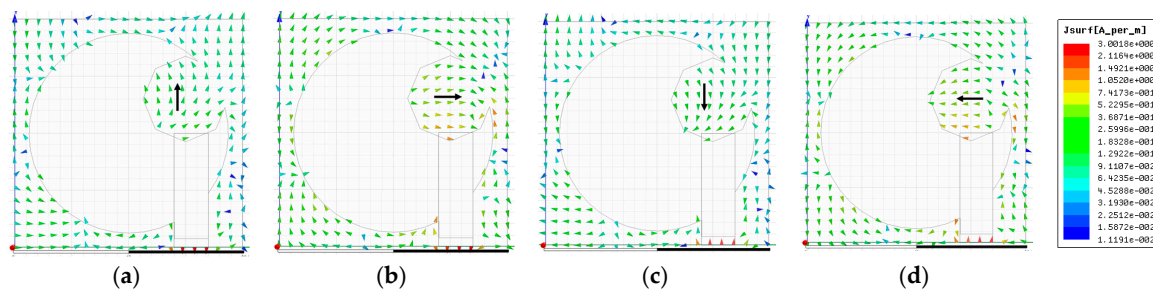 Jsurf[A_per_m]
3.0018e+000
2.1164e+000
1.4921e+000
1.0520e+000
7.4173e-001
5.2295e-001
3.6871e-001
2.5996e-001
1.8328e-001
1.2922e-001
9.1107e-002
6.4235e-002
4.5288e-002
3.1930e-002
2.2512e-002
1.5872e-002
1.1191e-002
(a) (b) (c) (d)